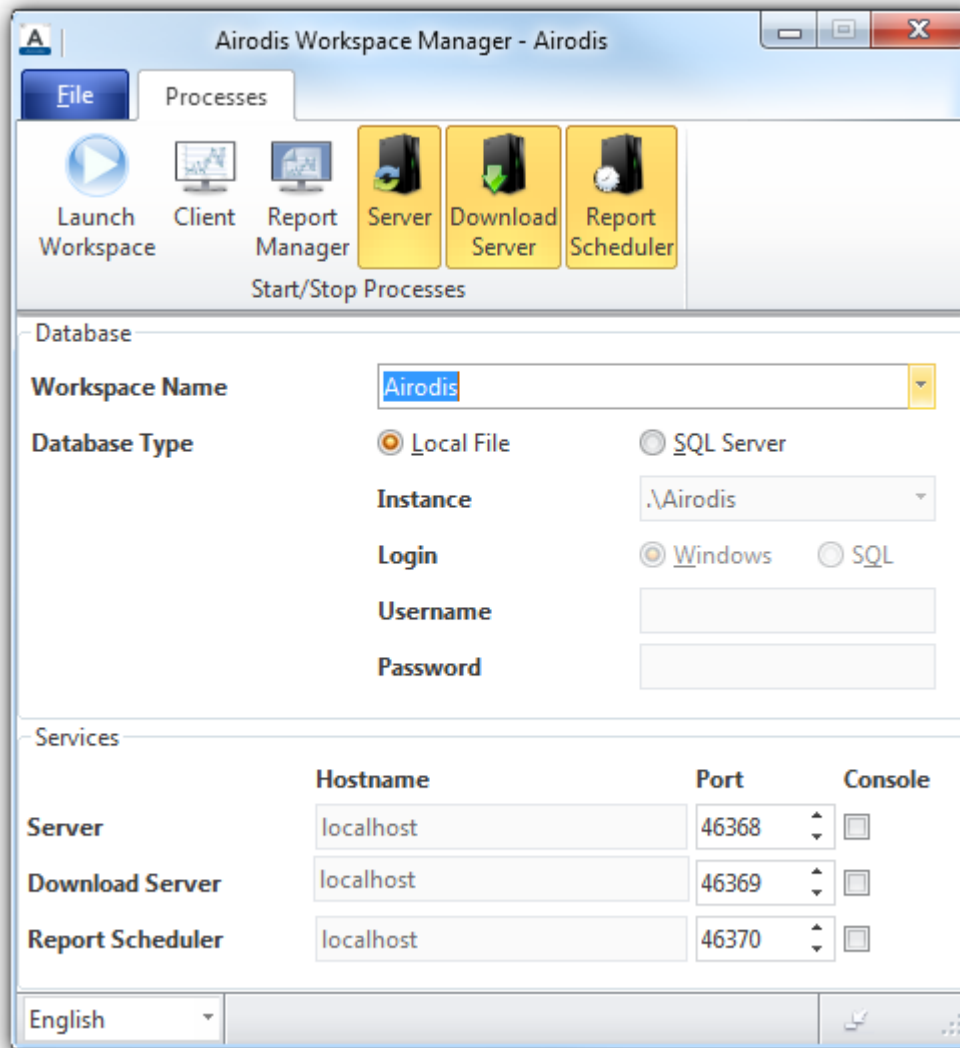 A
Airodis Workspace Manager - Airodis
File Processes
Launch Workspace
Client
Report Manager
Server
Download Server
Report Scheduler
Start/Stop Processes
Database
Workspace Name Airodis
Database Type Local File SQL Server
Instance .\Airodis
Login Windows SQL
Username
Password
Services
Hostname Port Console
Server localhost 46368
Download Server localhost 46369
Report Scheduler localhost 46370
English